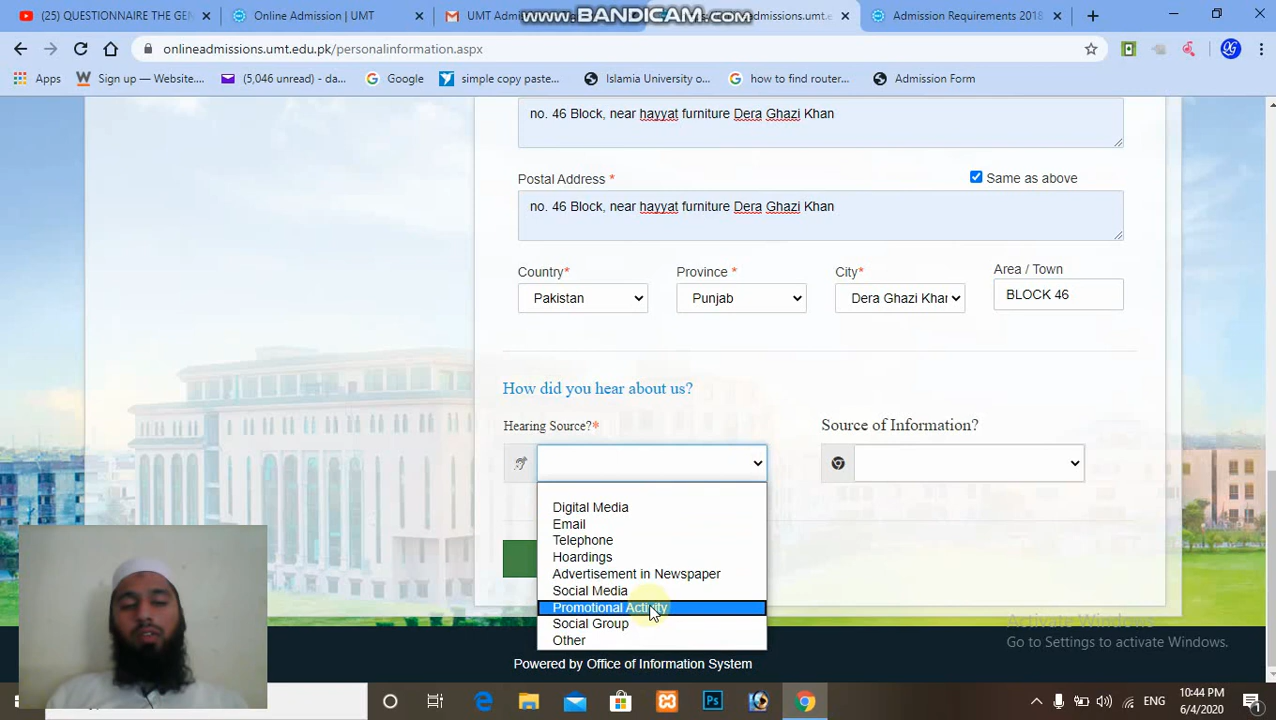 (25) QUESTIONNAIRE THE GEN
Online Admission | UMT
UMT Adm
www.BANDICAM.com
dmissions.umt.e
Admission Requirements 2018
onlineadmissions.umt.edu.pk/personalinformation.aspx
Apps
Sign up — Website....
(5,046 unread) - da...
Google
simple copy paste...
Islamia University o...
how to find router...
Admission Form
no. 46 Block, near hayyat furniture Dera Ghazi Khan
Postal Address *
Same as above
no. 46 Block, near hayyat furniture Dera Ghazi Khan
Country*
Province *
City*
Area / Town
Pakistan
Punjab
Dera Ghazi Khan
BLOCK 46
How did you hear about us?
Hearing Source?*
Source of Information?
Digital Media
Email
Telephone
Hoardings
Advertisement in Newspaper
Social Media
Promotional Activity
Social Group
Other
Activate Windows
Go to Settings to activate Windows.
Powered by Office of Information System
ENG
10:44 PM
6/4/2020